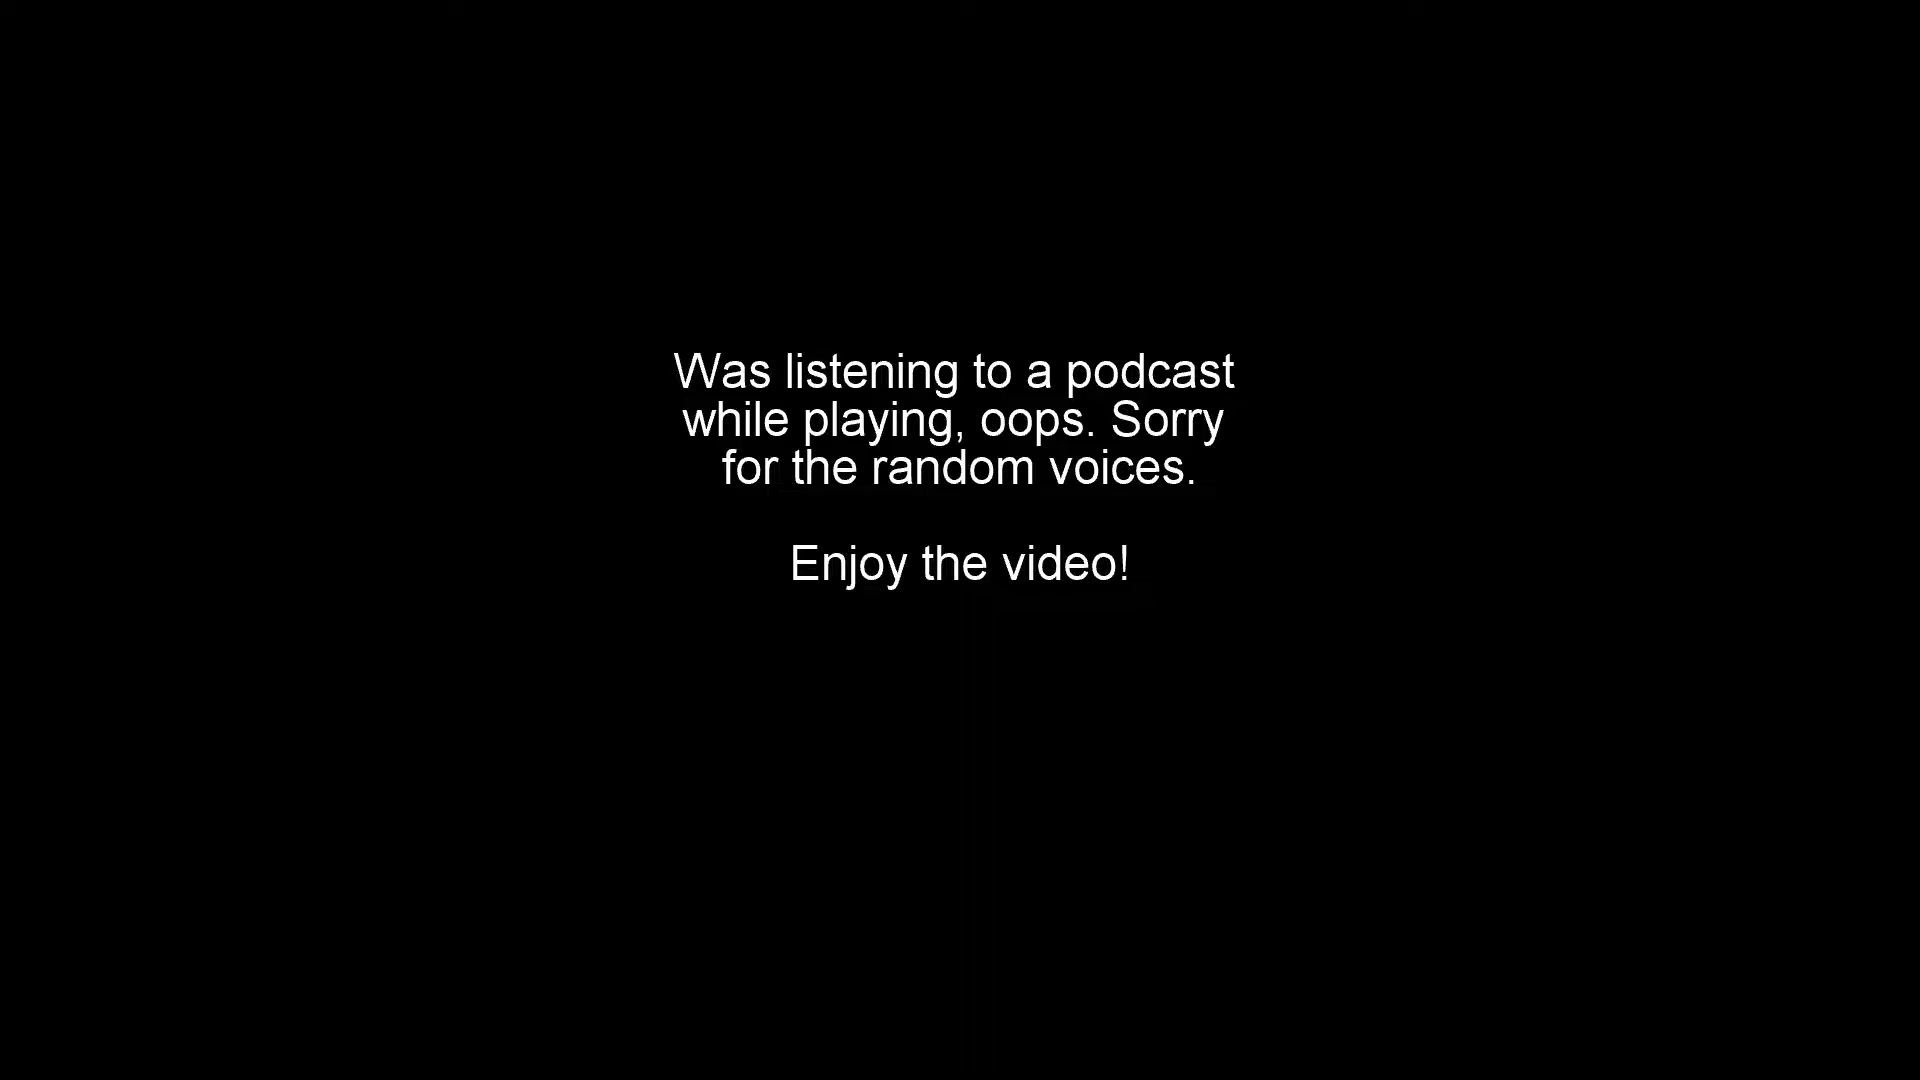 Was listening to a podcast
while playing, oops. Sorry
for the random voices.
Enjoy the video!